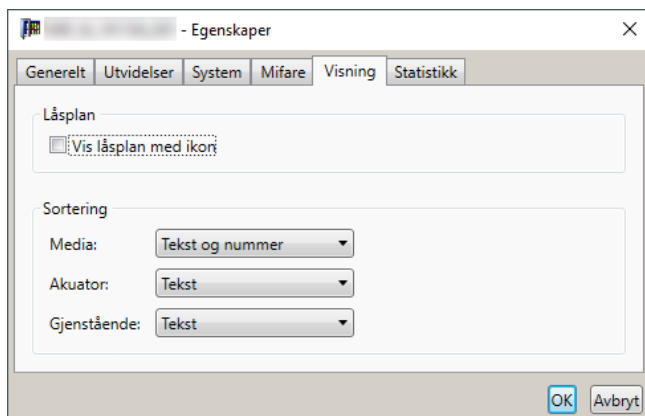 - Egenskaper
Generelt Utvidelser System Mifare Visning Statistikk
Låsplan
Vis låsplan med ikon
Sortering
Media: Tekst og nummer
Akuator: Tekst
Gjenstående: Tekst
OK Avbryt